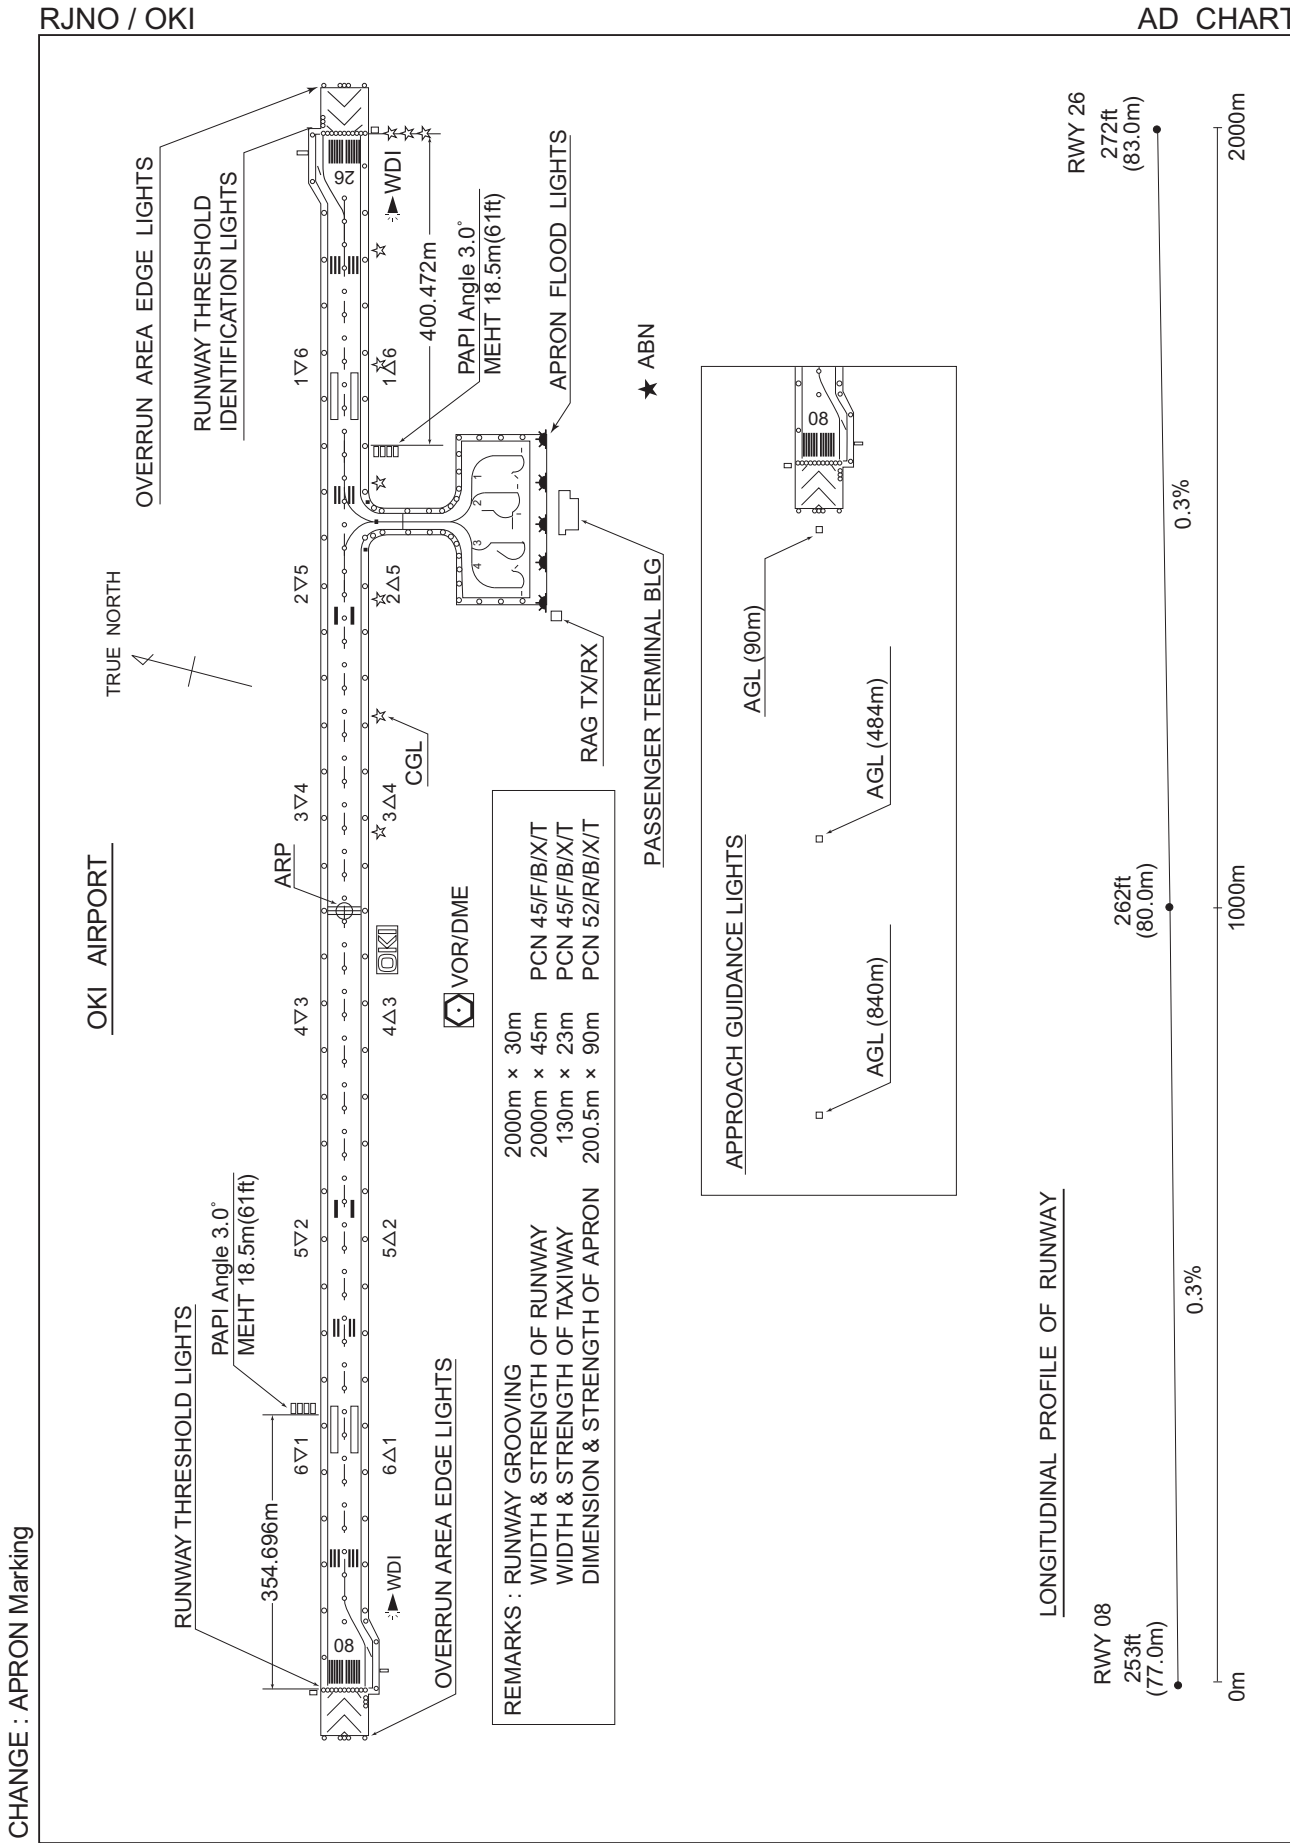 RJNO / OKI
AD CHART
CHANGE : APRON Marking
OKI AIRPORT
TRUE NORTH
OVERRUN AREA EDGE LIGHTS
RUNWAY THRESHOLD
IDENTIFICATION LIGHTS
RUNWAY THRESHOLD LIGHTS
PAPI Angle 3.0°
MEHT 18.5m(61ft)
354.696m
ARP
6▽1
5▽2
4▽3
3▽4
2▽5
1▽6
08
26
6△1
5△2
4△3
3△4
2△5
1△6
WDI
OKI
WDI
CGL
400.472m
PAPI Angle 3.0°
MEHT 18.5m(61ft)
OVERRUN AREA EDGE LIGHTS
VOR/DME
4
3
2
1
APRON FLOOD LIGHTS
ABN
RAG TX/RX
PASSENGER TERMINAL BLG
REMARKS : RUNWAY GROOVING 2000m × 30m
WIDTH & STRENGTH OF RUNWAY 2000m × 45m PCN 45/F/B/X/T
WIDTH & STRENGTH OF TAXIWAY 130m × 23m PCN 45/F/B/X/T
DIMENSION & STRENGTH OF APRON 200.5m × 90m PCN 52/R/B/X/T
APPROACH GUIDANCE LIGHTS
AGL (90m)
08
AGL (840m)
AGL (484m)
LONGITUDINAL PROFILE OF RUNWAY
RWY 08
253ft
(77.0m)
262ft
(80.0m)
RWY 26
272ft
(83.0m)
0.3%
0.3%
0m
1000m
2000m